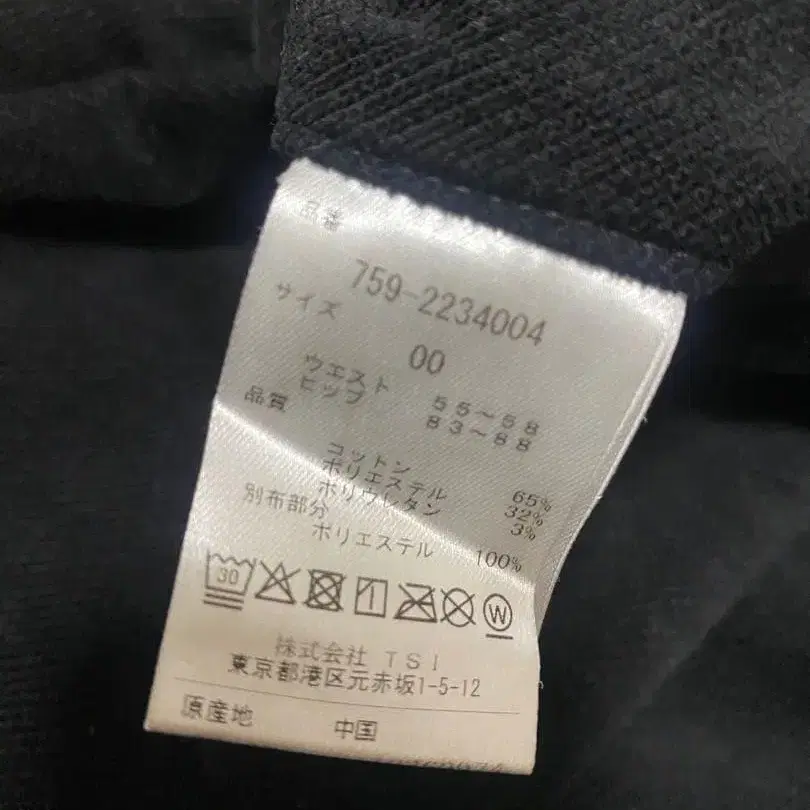 品番
759-2234004
サイズ
00
ウエスト 55〜58
ヒップ 83〜88
品質
コットン 65%
ポリエステル 32%
ポリウレタン 3%
別布部分
ポリエステル 100%
30
W
株式会社 TSI
東京都港区元赤坂1-5-12
原産地 中国